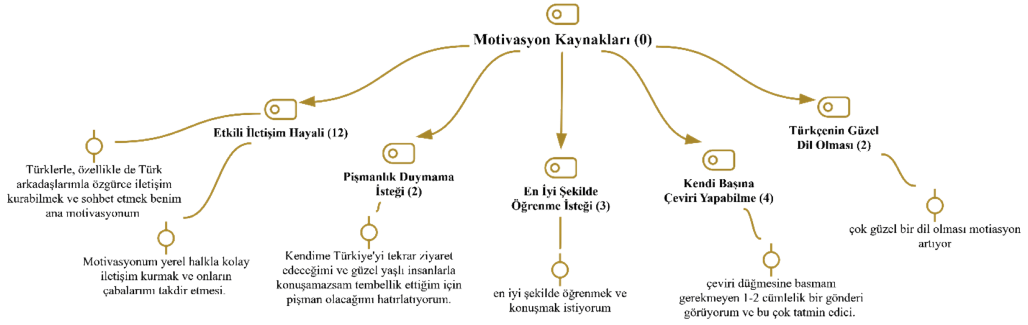 Motivasyon Kaynakları (0)
Etkili İletişim Hayali (12)
Türklerle, özellikle de Türk
arkadaşlarımla özgürce iletişim
kurabilmek ve sohbet etmek benim
ana motivasyonum
Motivasyonum yerel halkla kolay
iletişim kurmak ve onların
çabalarımı takdir etmesi.
Pişmanlık Duymama
İsteği (2)
Kendime Türkiye'yi tekrar ziyaret
edeceğimi ve güzel yaşlı insanlarla
konuşamazsam tembellik ettiğim için
pişman olacağımı hatırlatıyorum.
En İyi Şekilde
Öğrenme İsteği (3)
en iyi şekilde öğrenmek ve
konuşmak istiyorum
Kendi Başına
Çeviri Yapabilme (4)
çeviri düğmesine basmam
gerekmeyen 1-2 cümlelik bir gönderi
görüyorum ve bu çok tatmin edici.
Türkçenin Güzel
Dil Olması (2)
çok güzel bir dil olması motiasyon
artıyor